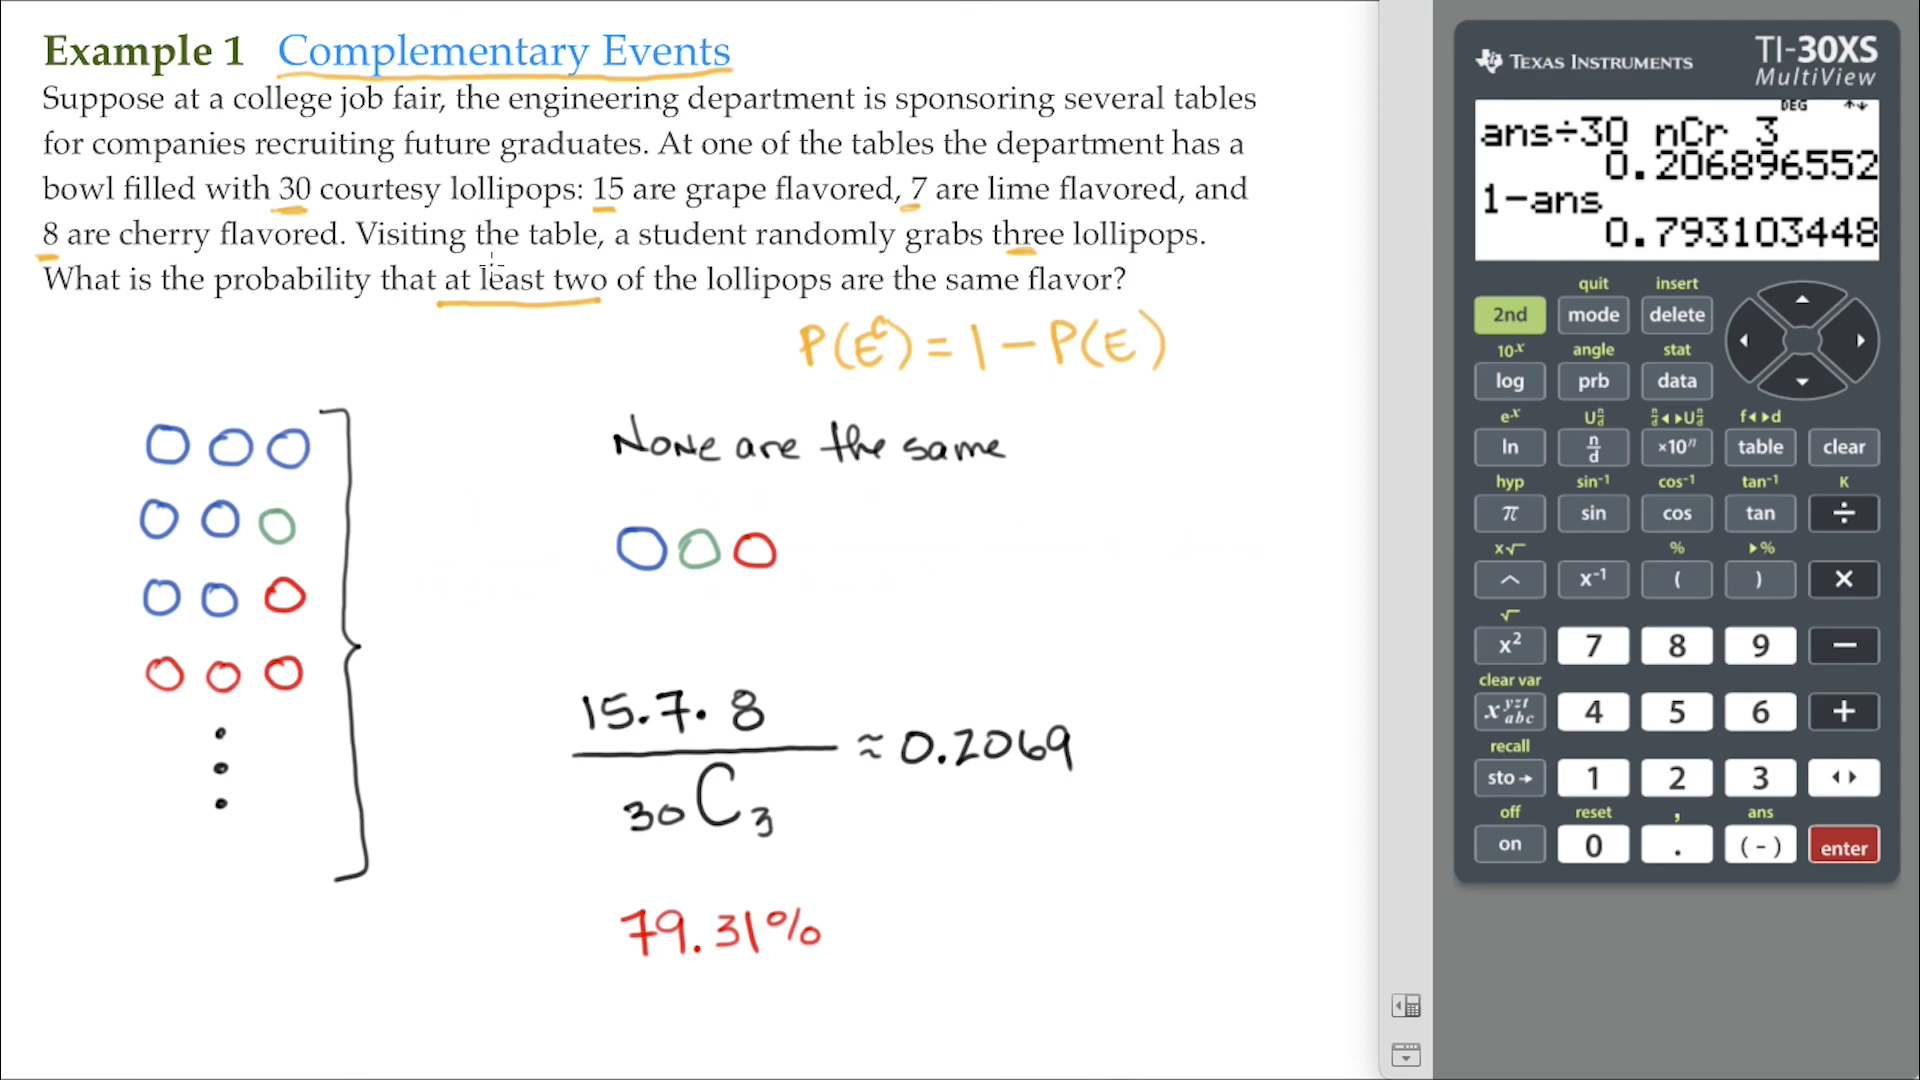 Example 1 Complementary Events
Suppose at a college job fair, the engineering department is sponsoring several tables
for companies recruiting future graduates. At one of the tables the department has a
bowl filled with 30 courtesy lollipops: 15 are grape flavored, 7 are lime flavored, and
8 are cherry flavored. Visiting the table, a student randomly grabs three lollipops.
What is the probability that at least two of the lollipops are the same flavor?
P(Eᶜ) = 1 − P(E)
None are the same
15·7·8
₃₀C₃
≈ 0.2069
79.31%
TEXAS INSTRUMENTS
TI-30XS
MultiView
DEG
ans÷30 nCr 3
0.206896552
1-ans
0.793103448
quit insert
2nd mode delete
10ˣ angle stat
log prb data
eˣ U n/d n/d◄►U n/d f◄►d
ln n/d ×10ⁿ table clear
hyp sin⁻¹ cos⁻¹ tan⁻¹ K
π sin cos tan ÷
x√ % ►%
^ x⁻¹ ( ) ×
√
x² 7 8 9 −
clear var
x yzt abc 4 5 6 +
recall
sto→ 1 2 3 ◄►
off reset , ans
on 0 . (-) enter